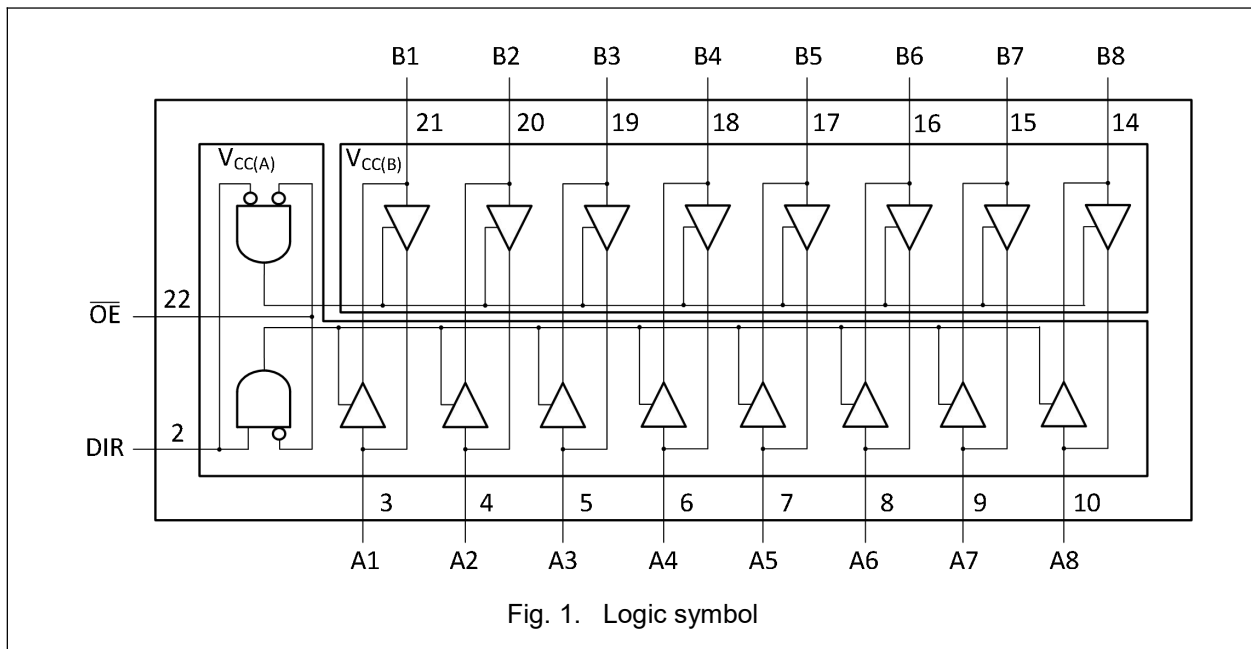 B1 B2 B3 B4 B5 B6 B7 B8
21 20 19 18 17 16 15 14
VCC(A) VCC(B)
22
O̅E̅
2
DIR
3 4 5 6 7 8 9 10
A1 A2 A3 A4 A5 A6 A7 A8
Fig. 1. Logic symbol